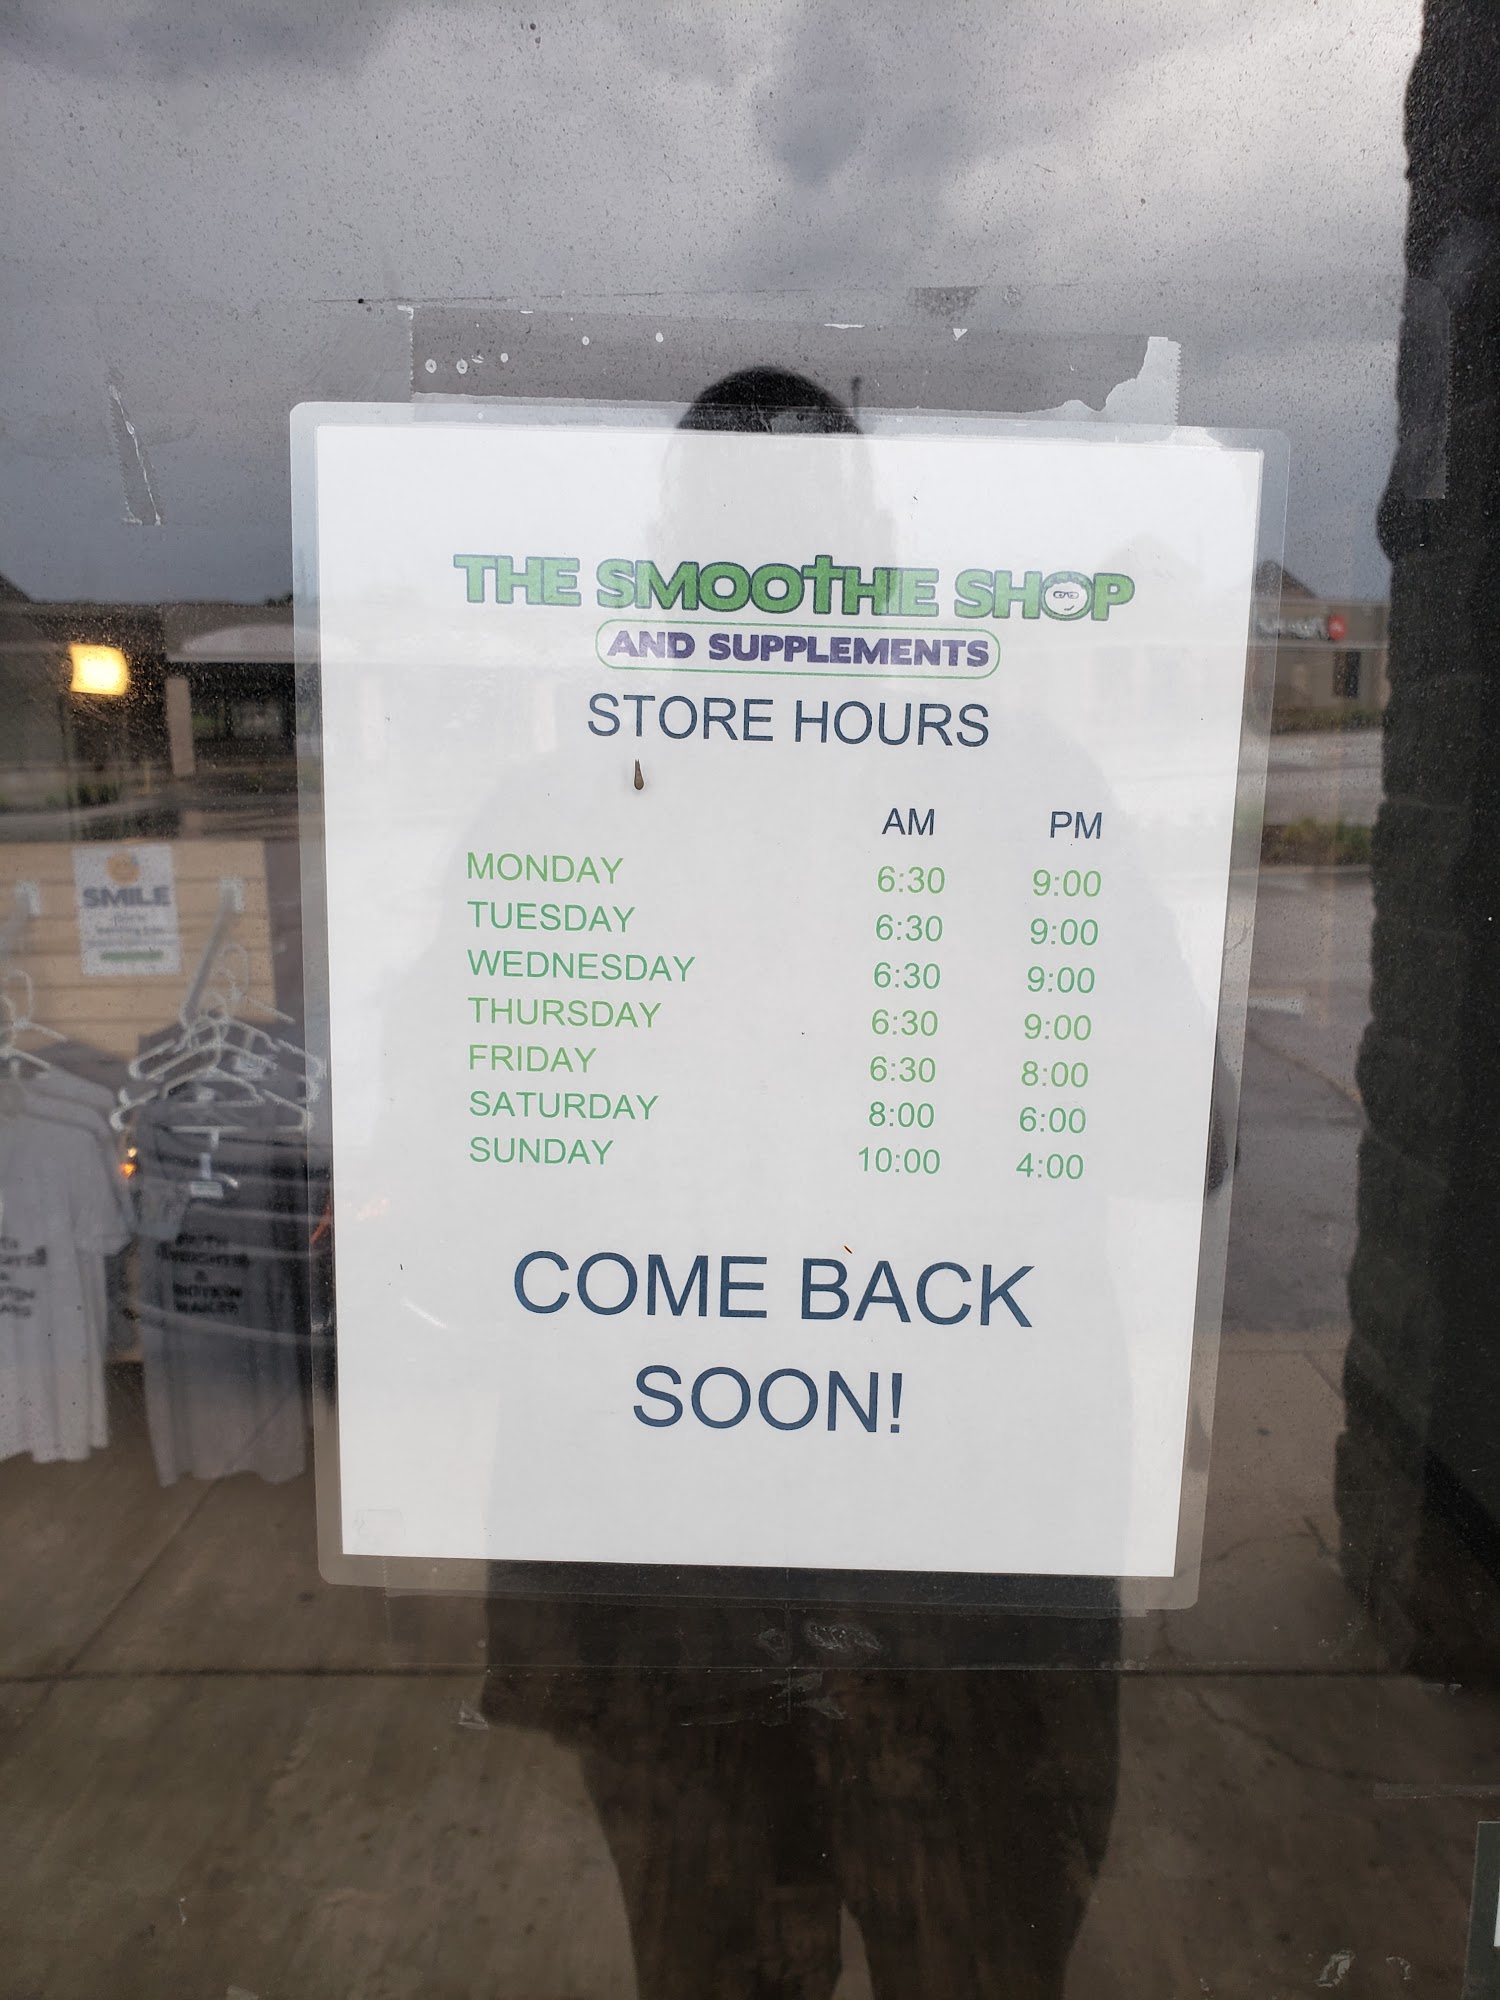 THE SMOOTHIE SHOP
AND SUPPLEMENTS
STORE HOURS
AM PM
MONDAY 6:30 9:00
TUESDAY 6:30 9:00
WEDNESDAY 6:30 9:00
THURSDAY 6:30 9:00
FRIDAY 6:30 8:00
SATURDAY 8:00 6:00
SUNDAY 10:00 4:00
COME BACK
SOON!
SMILE